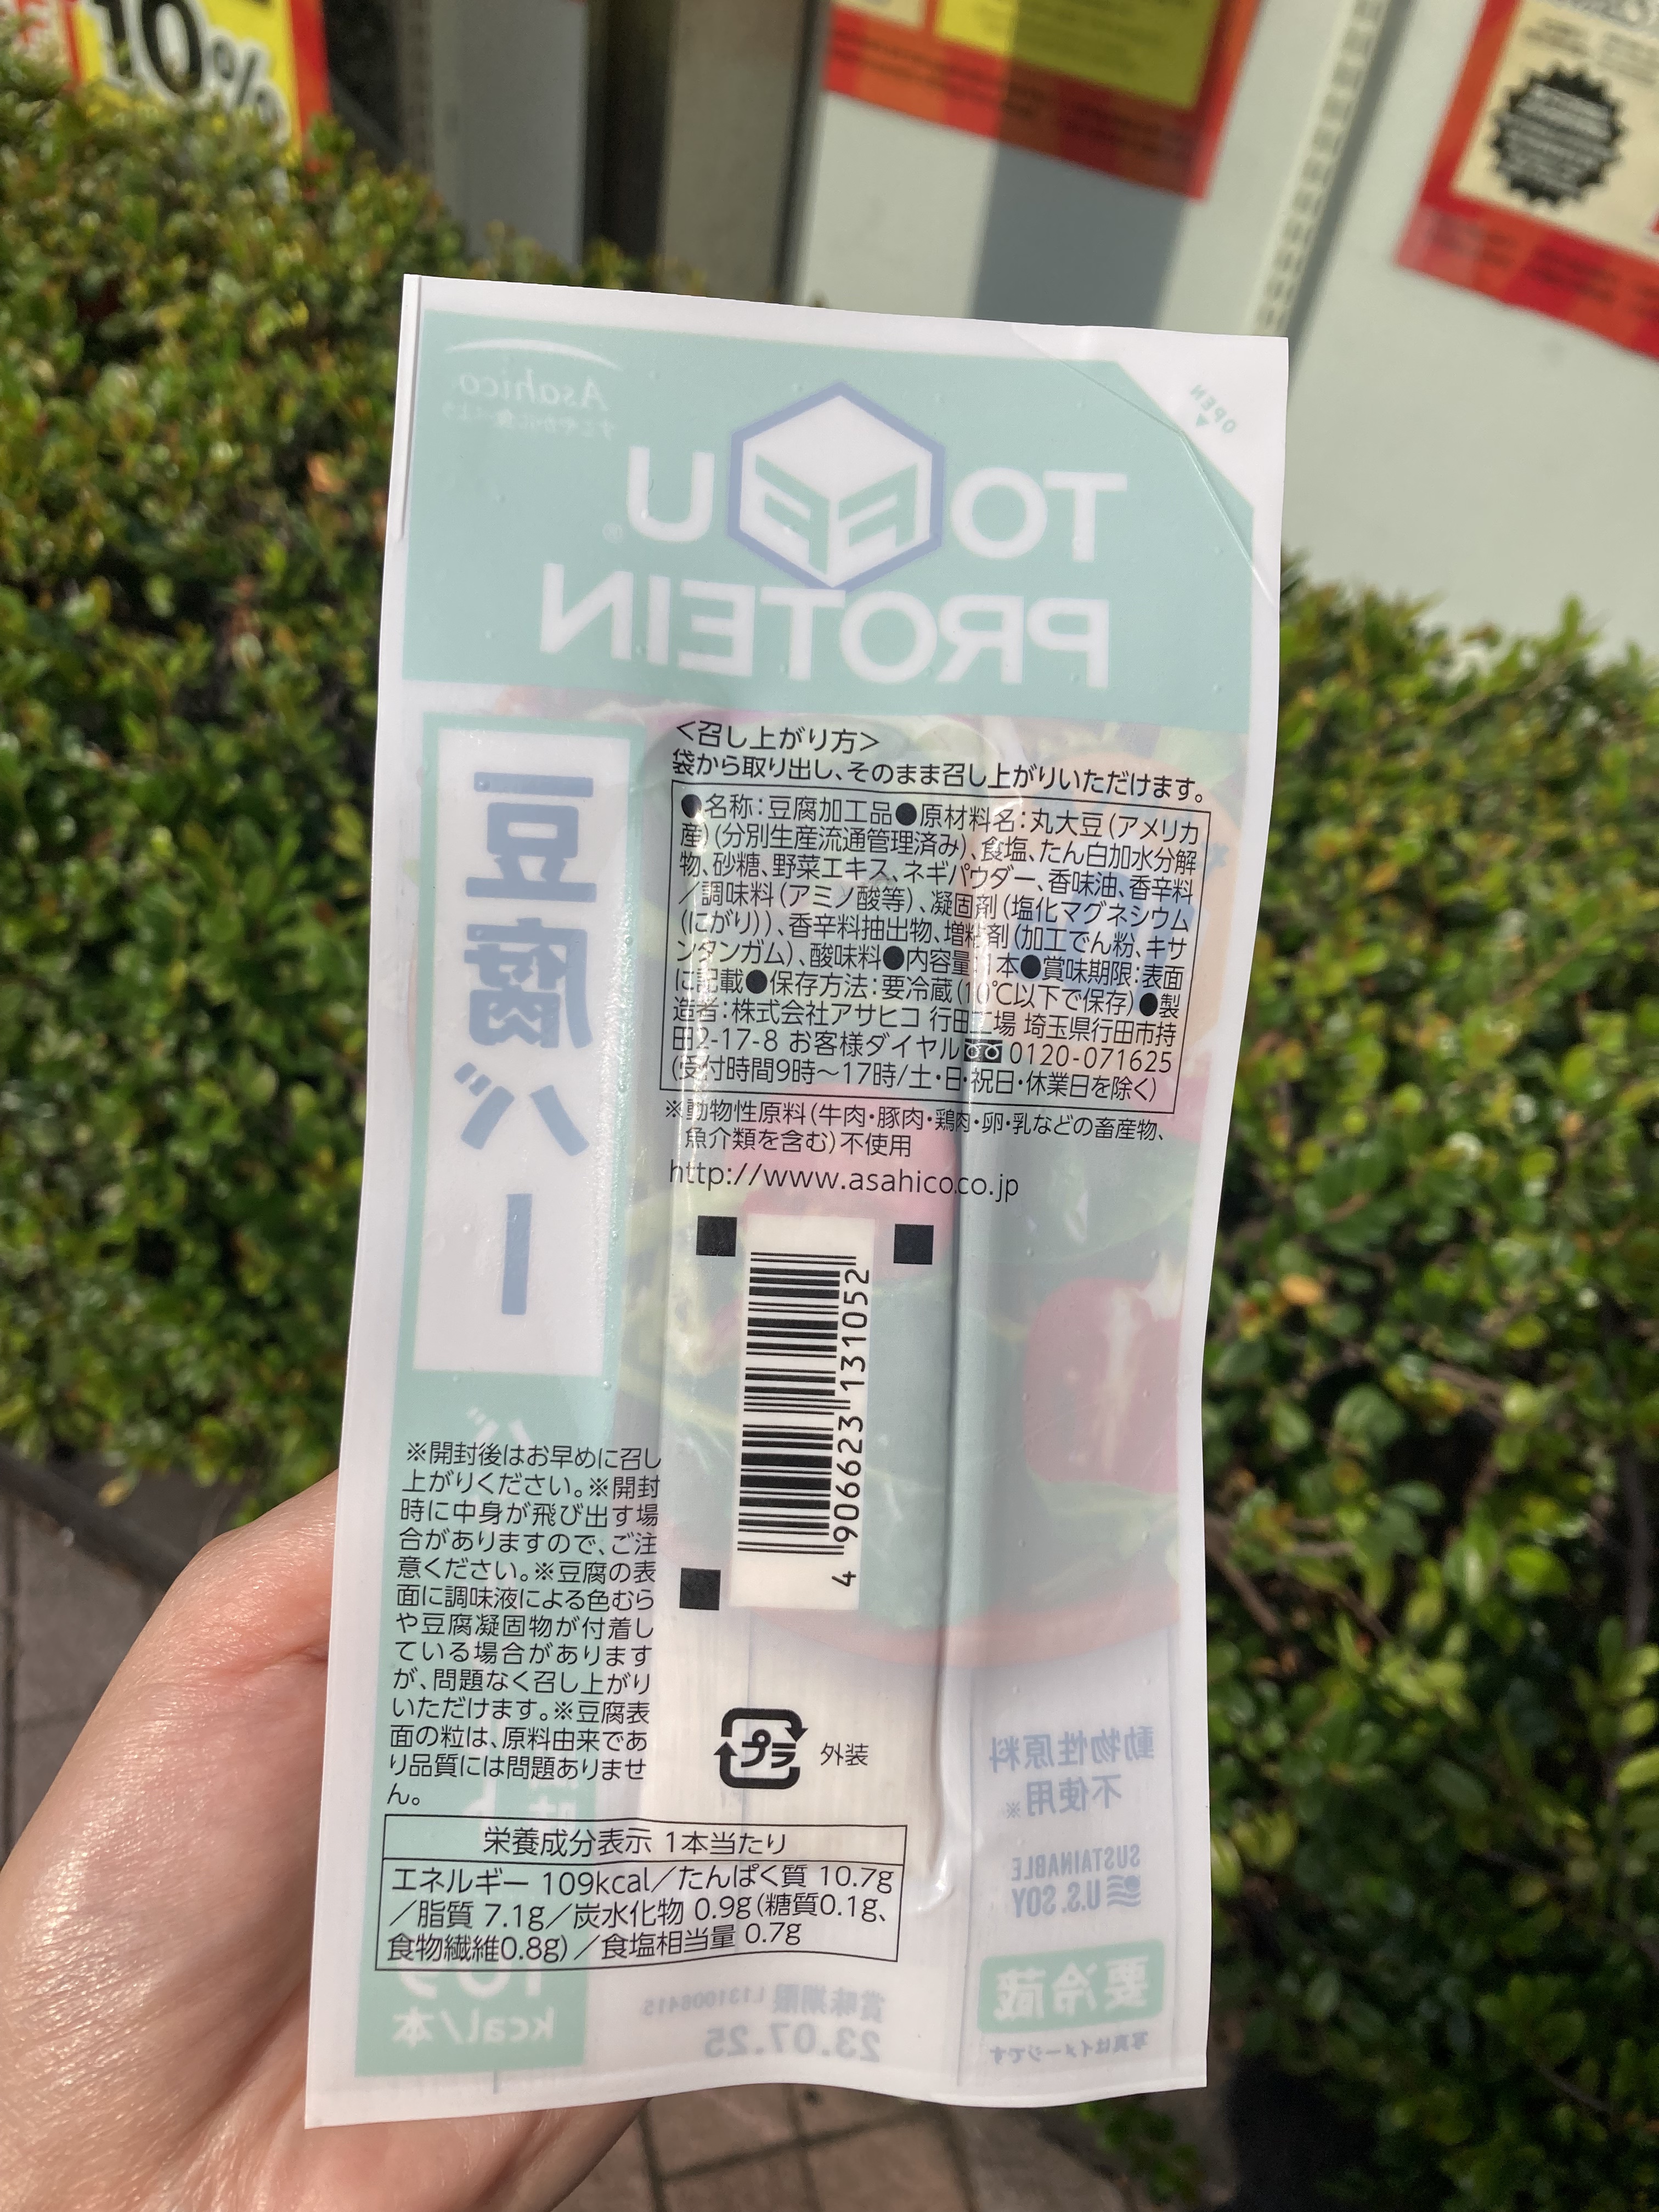 10%
Asahico
OPEN
TOFFU®
PROTEIN
豆腐バー
<召し上がり方>
袋から取り出し、そのまま召し上がりいただけます。
●名称:豆腐加工品●原材料名:丸大豆(アメリカ
産)(分別生産流通管理済み)、食塩、たん白加水分解
物、砂糖、野菜エキス、ネギパウダー、香味油、香辛料
/調味料(アミノ酸等)、凝固剤(塩化マグネシウム
(にがり))、香辛料抽出物、増粘剤(加工でん粉、キサ
ンタンガム)、酸味料●内容量 本●賞味期限:表面
に記載●保存方法:要冷蔵(10℃以下で保存)●製
造者:株式会社アサヒコ 行田工場 埼玉県行田市持
田2-17-8 お客様ダイヤル 0120-071625
(受付時間9時～17時/土・日・祝日・休業日を除く)
※動物性原料(牛肉・豚肉・鶏肉・卵・乳などの畜産物、
魚介類を含む)不使用
http://www.asahico.co.jp
4 906623 131052
※開封後はお早めに召し
上がりください。※開封
時に中身が飛び出す場
合がありますので、ご注
意ください。※豆腐の表
面に調味液による色むら
や豆腐凝固物が付着し
ている場合があります
が、問題なく召し上がり
いただけます。※豆腐表
面の粒は、原料由来であ
り品質には問題ありませ
ん。
プラ 外装
動物性原料
不使用※
SUSTAINABLE
U.S. SOY
栄養成分表示 1本当たり
エネルギー 109kcal/たんぱく質 10.7g
/脂質 7.1g/炭水化物 0.9g(糖質0.1g、
食物繊維0.8g)/食塩相当量 0.7g
kcal/本
賞味期限 L131006415
23.07.25
要冷蔵
写真はイメージです